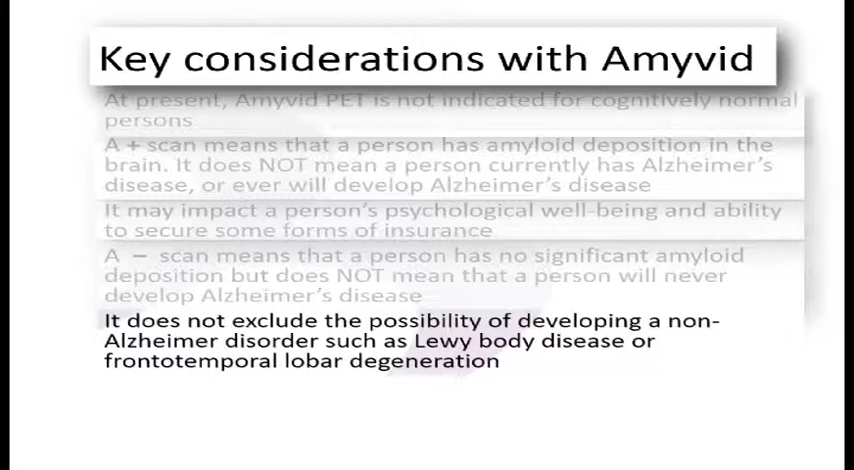 Key considerations with Amyvid
At present, Amyvid PET is not indicated for cognitively normal
persons
A + scan means that a person has amyloid deposition in the
brain. It does NOT mean a person currently has Alzheimer's
disease, or ever will develop Alzheimer's disease
It may impact a person's psychological well-being and ability
to secure some forms of insurance
A – scan means that a person has no significant amyloid
deposition but does NOT mean that a person will never
develop Alzheimer's disease
It does not exclude the possibility of developing a non-
Alzheimer disorder such as Lewy body disease or
frontotemporal lobar degeneration